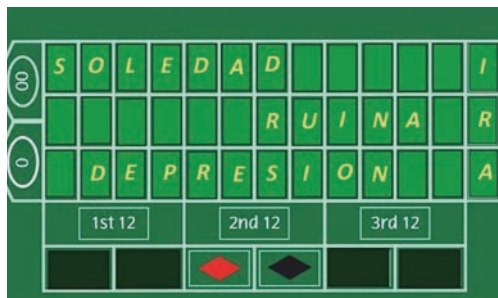 00 SOLEDAD I
RUINA R
0 DEPRESION A
1st 12 2nd 12 3rd 12